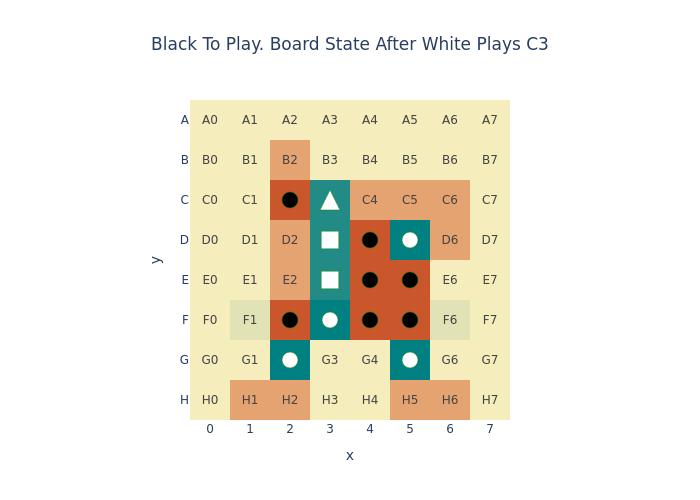 Black To Play. Board State After White Plays C3
A A0 A1 A2 A3 A4 A5 A6 A7
B B0 B1 B2 B3 B4 B5 B6 B7
C C0 C1 C4 C5 C6 C7
D D0 D1 D2 D6 D7
y
E E0 E1 E2 E6 E7
F F0 F1 F6 F7
G G0 G1 G3 G4 G6 G7
H H0 H1 H2 H3 H4 H5 H6 H7
0 1 2 3 4 5 6 7
x